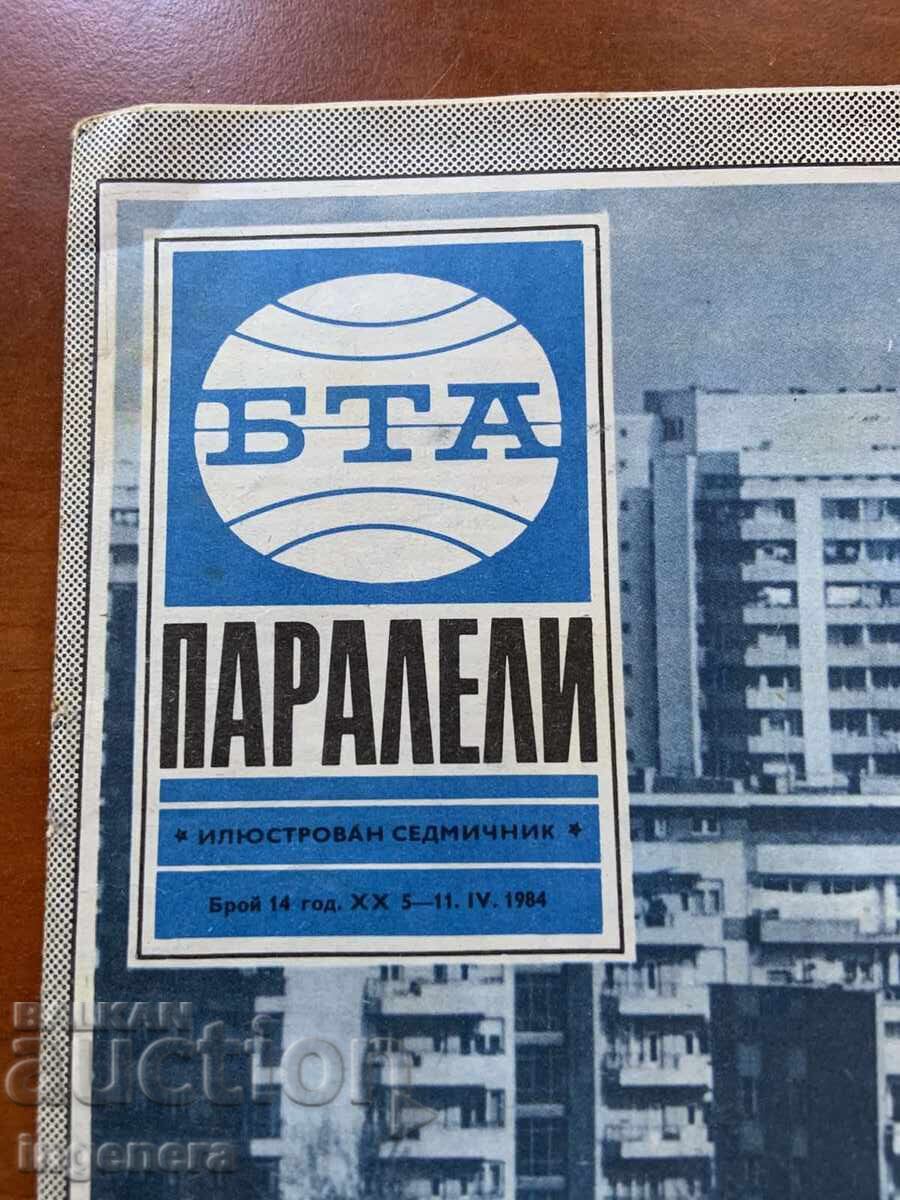 БТА
ПАРАЛЕЛИ
★ ИЛЮСТРОВАН СЕДМИЧНИК ★
Брой 14 год. XX 5—11. IV. 1984
BALKAN
auction
ingenera